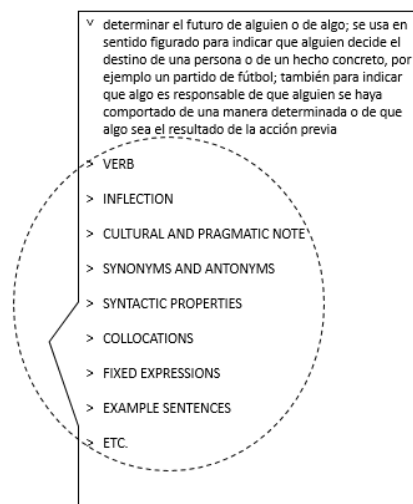 ˅ determinar el futuro de alguien o de algo; se usa en
sentido figurado para indicar que alguien decide el
destino de una persona o de un hecho concreto, por
ejemplo un partido de fútbol; también para indicar
que algo es responsable de que alguien se haya
comportado de una manera determinada o de que
algo sea el resultado de la acción previa
> VERB
> INFLECTION
> CULTURAL AND PRAGMATIC NOTE
> SYNONYMS AND ANTONYMS
> SYNTACTIC PROPERTIES
> COLLOCATIONS
> FIXED EXPRESSIONS
> EXAMPLE SENTENCES
> ETC.